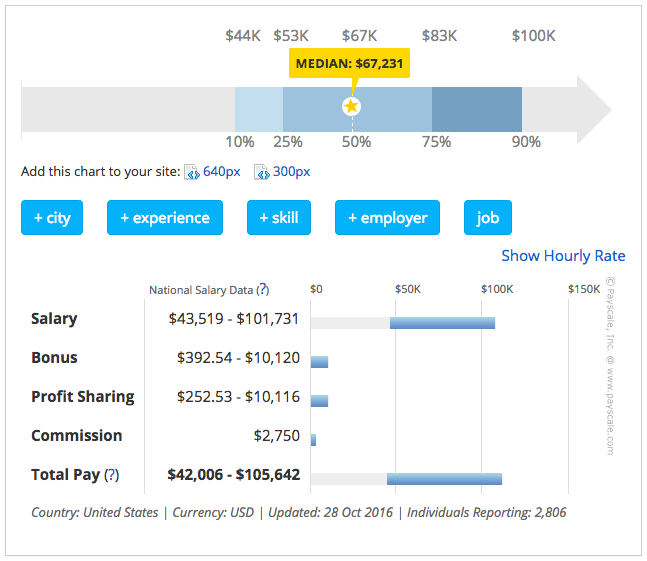 $44K $53K $67K $83K $100K
MEDIAN: $67,231
10% 25% 50% 75% 90%
Add this chart to your site: 640px 300px
+ city + experience + skill + employer job
Show Hourly Rate
National Salary Data (?) $0 $50K $100K $150K
Salary $43,519 - $101,731
Bonus $392.54 - $10,120
Profit Sharing $252.53 - $10,116
Commission $2,750
Total Pay (?) $42,006 - $105,642
Country: United States | Currency: USD | Updated: 28 Oct 2016 | Individuals Reporting: 2,806
© Payscale, Inc. @ www.payscale.com